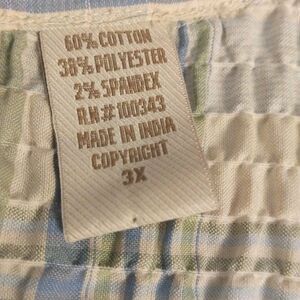 60% COTTON
38% POLYESTER
2% SPANDEX
R.N # 100343
MADE IN INDIA
COPYRIGHT
3X